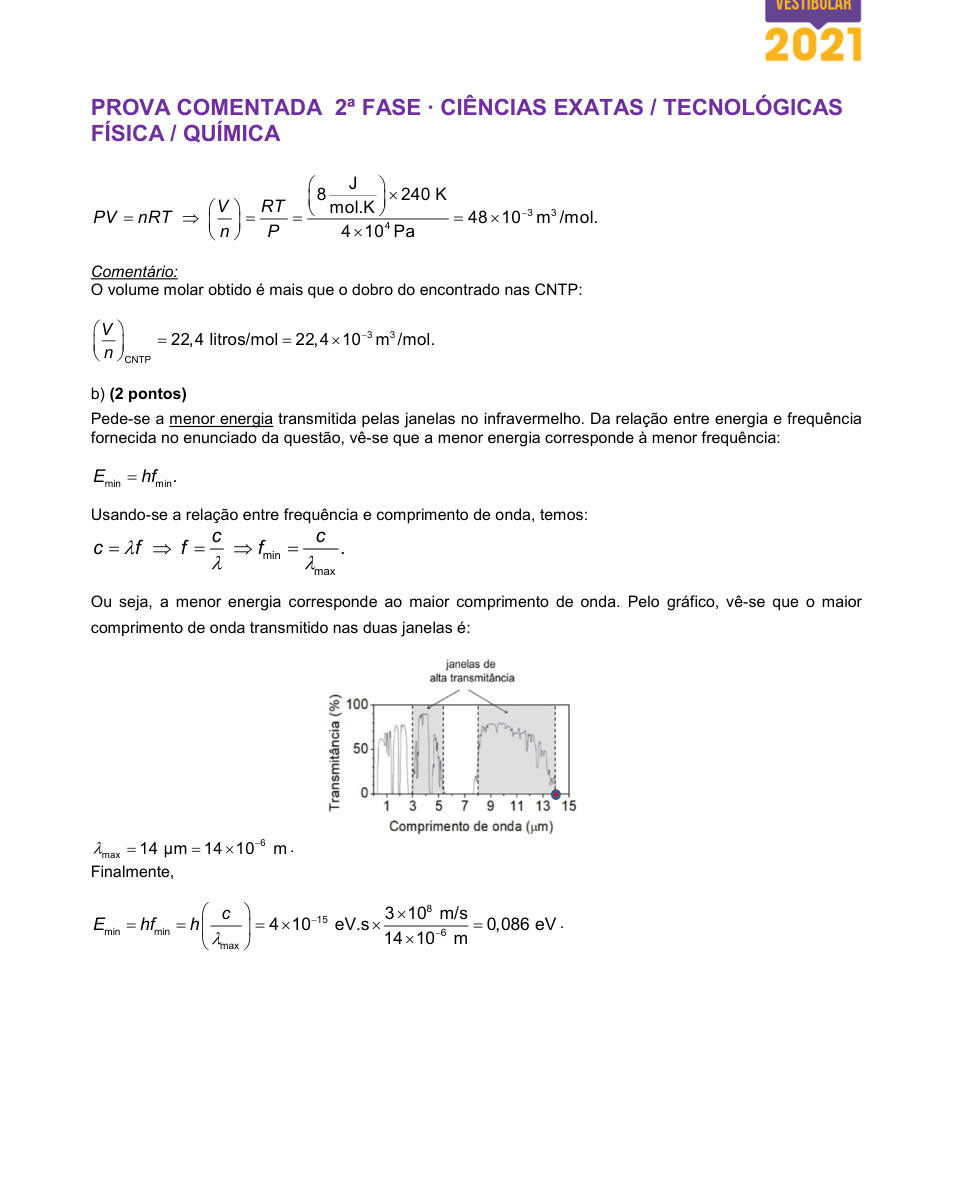 VESTIBULAR
2021
PROVA COMENTADA 2ª FASE · CIÊNCIAS EXATAS / TECNOLÓGICAS
FÍSICA / QUÍMICA
PV = nRT ⇒ (V/n) = RT/P = ((8 J/mol.K) × 240 K)/(4 × 10⁴ Pa) = 48 × 10⁻³ m³/mol.
Comentário:
O volume molar obtido é mais que o dobro do encontrado nas CNTP:
(V/n)CNTP = 22,4 litros/mol = 22,4 × 10⁻³ m³/mol.
b) (2 pontos)
Pede-se a menor energia transmitida pelas janelas no infravermelho. Da relação entre energia e frequência
fornecida no enunciado da questão, vê-se que a menor energia corresponde à menor frequência:
Emin = hfmin.
Usando-se a relação entre frequência e comprimento de onda, temos:
c = λf ⇒ f = c/λ ⇒ fmin = c/λmax.
Ou seja, a menor energia corresponde ao maior comprimento de onda. Pelo gráfico, vê-se que o maior
comprimento de onda transmitido nas duas janelas é:
janelas de
alta transmitância
Transmitância (%)
100
50
0
1 3 5 7 9 11 13 15
Comprimento de onda (μm)
λmax = 14 μm = 14 × 10⁻⁶ m.
Finalmente,
Emin = hfmin = h(c/λmax) = 4 × 10⁻¹⁵ eV.s × (3 × 10⁸ m/s)/(14 × 10⁻⁶ m) = 0,086 eV.